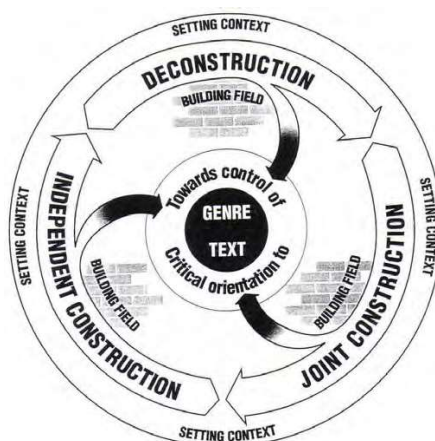 SETTING CONTEXT
DECONSTRUCTION
BUILDING FIELD
SETTING CONTEXT
SETTING CONTEXT
INDEPENDENT CONSTRUCTION
BUILDING FIELD
Towards control of
GENRE
TEXT
Critical orientation to
BUILDING FIELD
JOINT CONSTRUCTION
SETTING CONTEXT